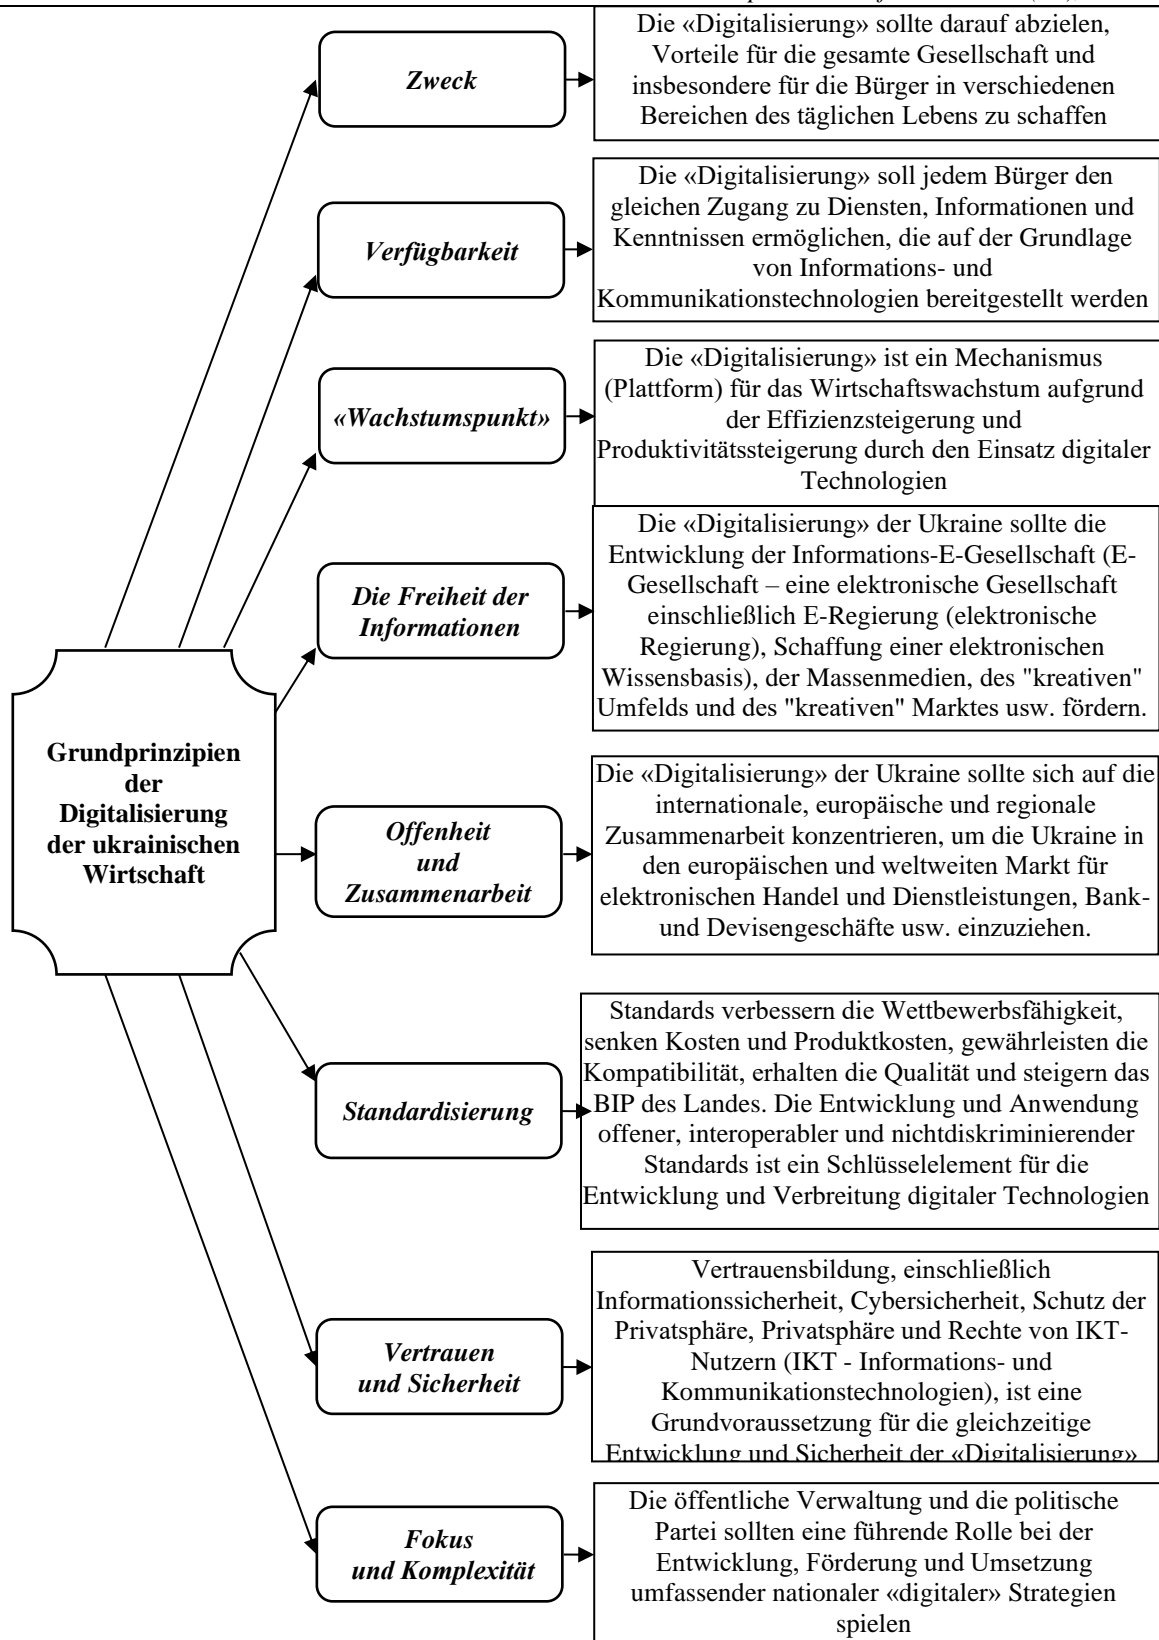 Zweck
Die «Digitalisierung» sollte darauf abzielen,
Vorteile für die gesamte Gesellschaft und
insbesondere für die Bürger in verschiedenen
Bereichen des täglichen Lebens zu schaffen
Verfügbarkeit
Die «Digitalisierung» soll jedem Bürger den
gleichen Zugang zu Diensten, Informationen und
Kenntnissen ermöglichen, die auf der Grundlage
von Informations- und
Kommunikationstechnologien bereitgestellt werden
«Wachstumspunkt»
Die «Digitalisierung» ist ein Mechanismus
(Plattform) für das Wirtschaftswachstum aufgrund
der Effizienzsteigerung und
Produktivitätssteigerung durch den Einsatz digitaler
Technologien
Die Freiheit der
Informationen
Die «Digitalisierung» der Ukraine sollte die
Entwicklung der Informations-E-Gesellschaft (E-
Gesellschaft – eine elektronische Gesellschaft
einschließlich E-Regierung (elektronische
Regierung), Schaffung einer elektronischen
Wissensbasis), der Massenmedien, des "kreativen"
Umfelds und des "kreativen" Marktes usw. fördern.
Grundprinzipien
der
Digitalisierung
der ukrainischen
Wirtschaft
Offenheit
und
Zusammenarbeit
Die «Digitalisierung» der Ukraine sollte sich auf die
internationale, europäische und regionale
Zusammenarbeit konzentrieren, um die Ukraine in
den europäischen und weltweiten Markt für
elektronischen Handel und Dienstleistungen, Bank-
und Devisengeschäfte usw. einzuziehen.
Standardisierung
Standards verbessern die Wettbewerbsfähigkeit,
senken Kosten und Produktkosten, gewährleisten die
Kompatibilität, erhalten die Qualität und steigern das
BIP des Landes. Die Entwicklung und Anwendung
offener, interoperabler und nichtdiskriminierender
Standards ist ein Schlüsselelement für die
Entwicklung und Verbreitung digitaler Technologien
Vertrauen
und Sicherheit
Vertrauensbildung, einschließlich
Informationssicherheit, Cybersicherheit, Schutz der
Privatsphäre, Privatsphäre und Rechte von IKT-
Nutzern (IKT - Informations- und
Kommunikationstechnologien), ist eine
Grundvoraussetzung für die gleichzeitige
Entwicklung und Sicherheit der «Digitalisierung»
Fokus
und Komplexität
Die öffentliche Verwaltung und die politische
Partei sollten eine führende Rolle bei der
Entwicklung, Förderung und Umsetzung
umfassender nationaler «digitaler» Strategien
spielen